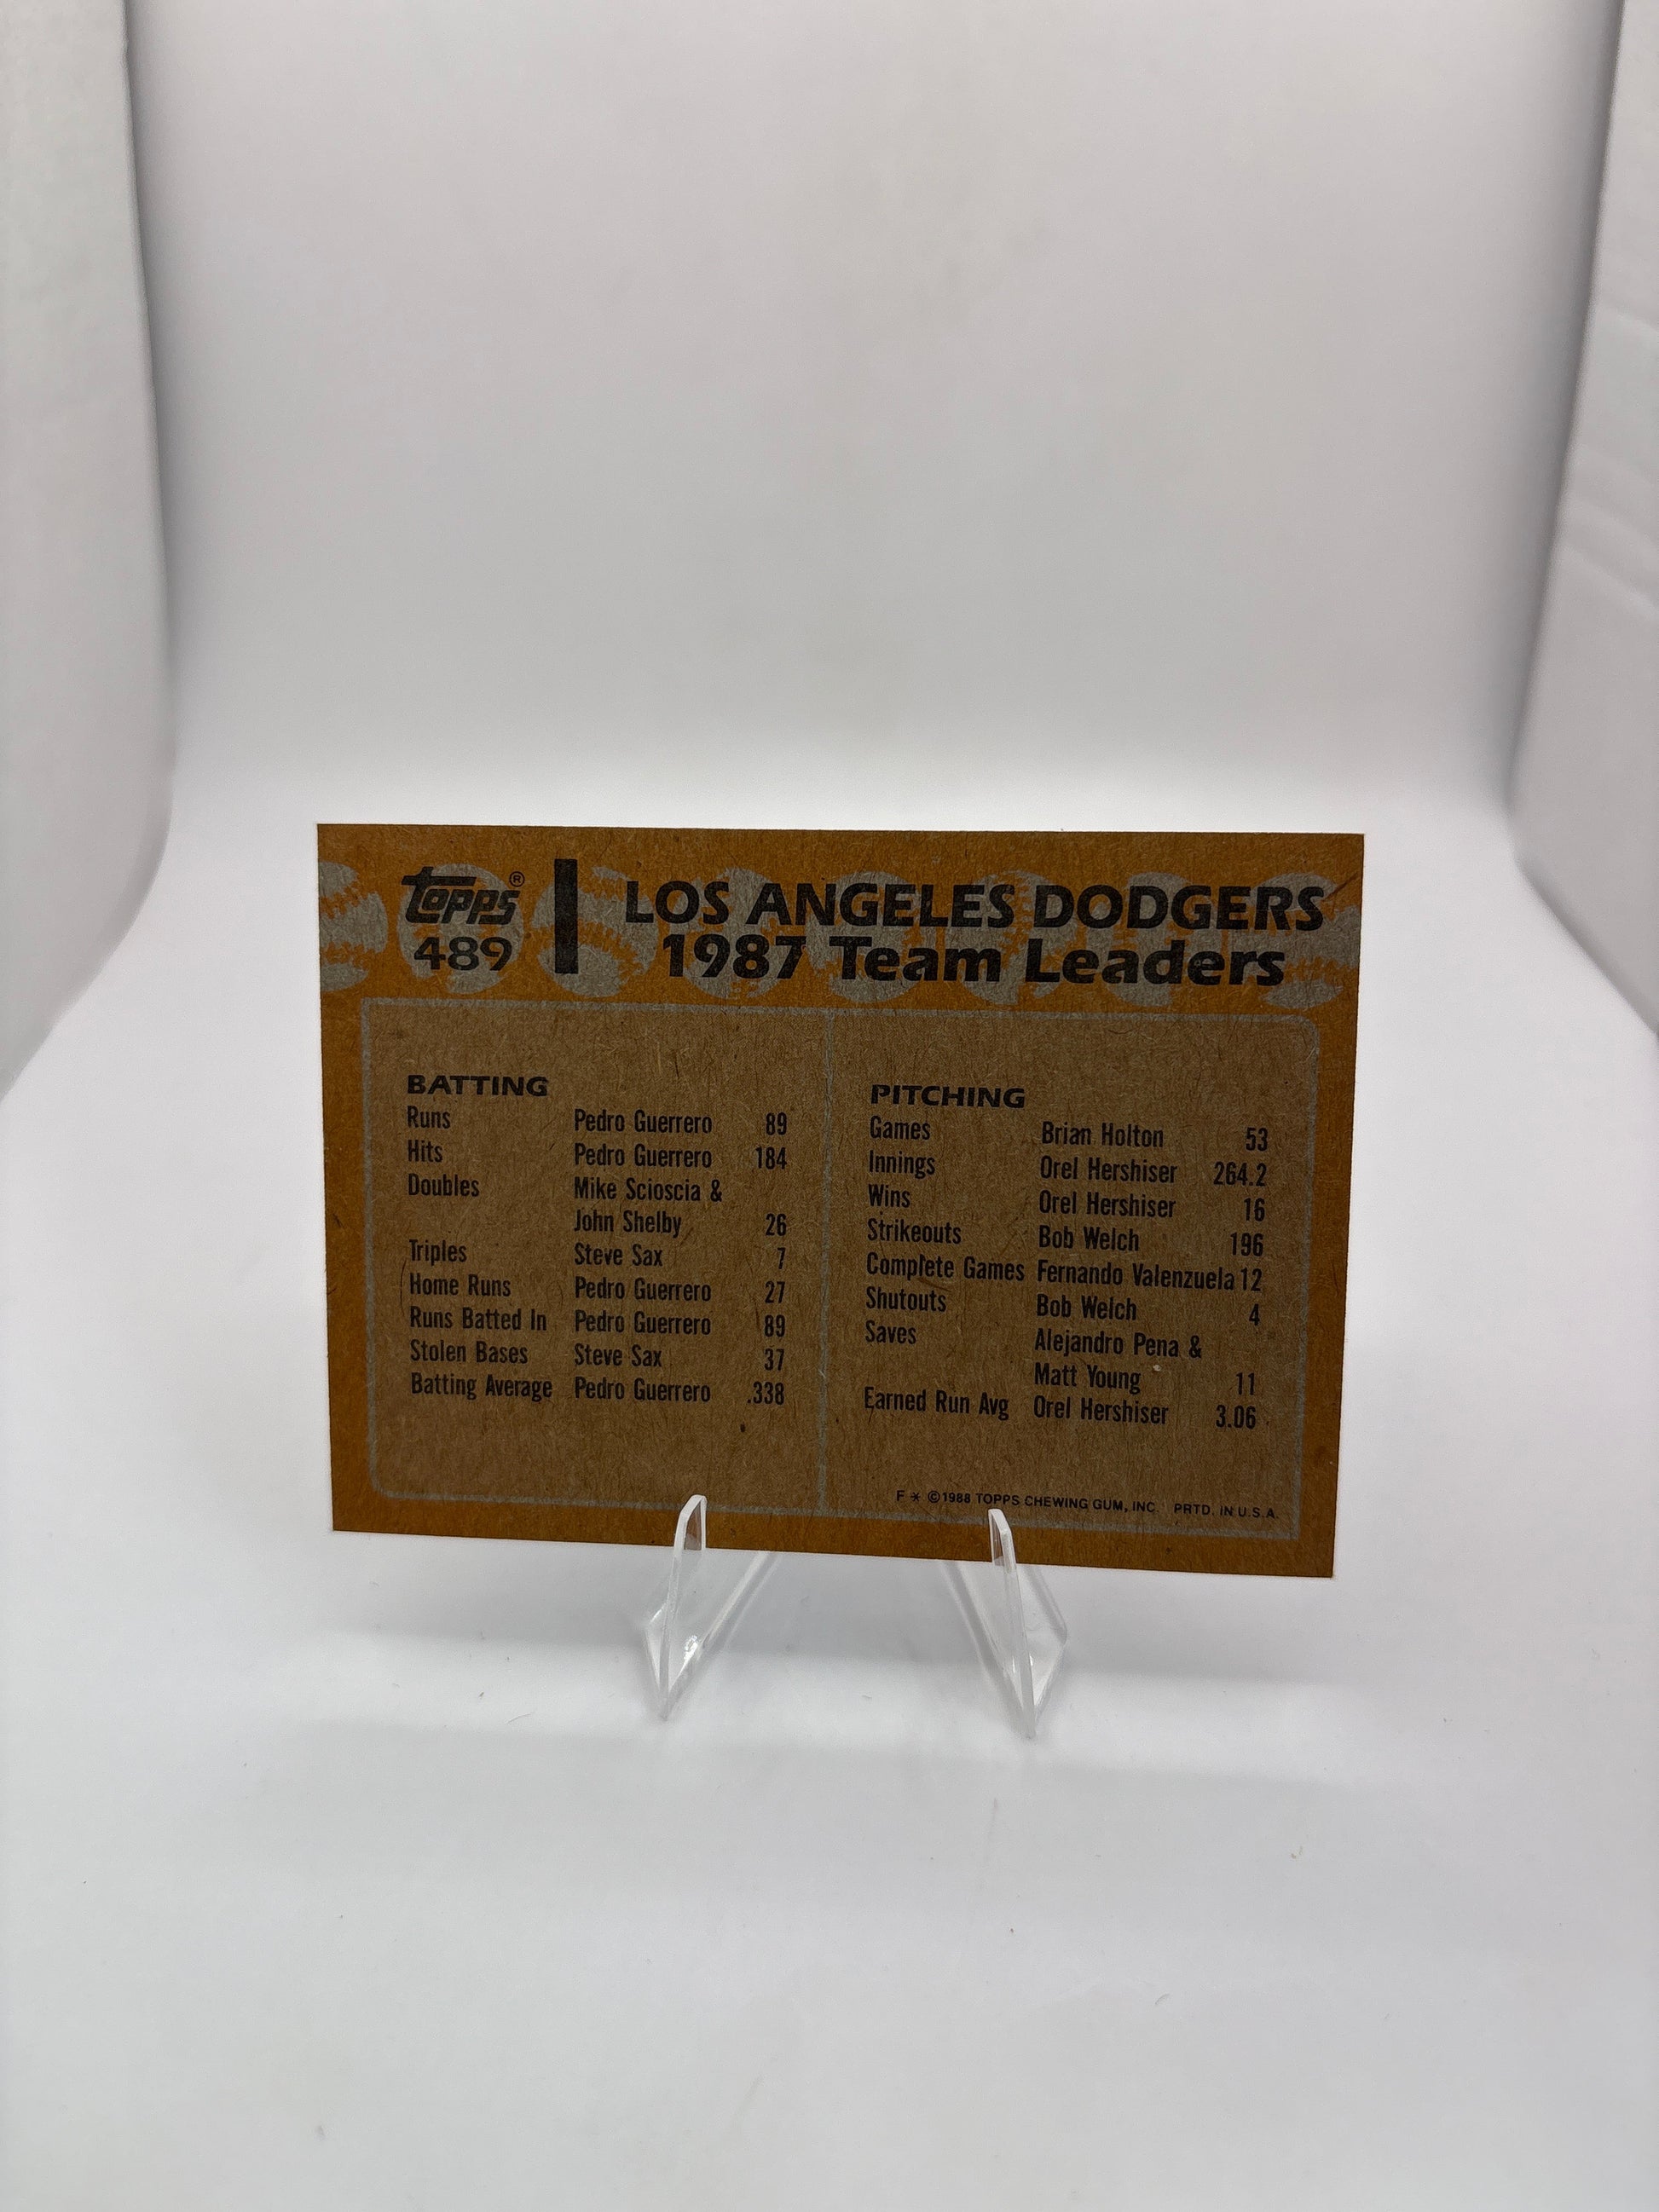 topps®
489
LOS ANGELES DODGERS
1987 Team Leaders
BATTING
Runs Pedro Guerrero 89
Hits Pedro Guerrero 184
Doubles Mike Scioscia &
John Shelby 26
Triples Steve Sax 7
Home Runs Pedro Guerrero 27
Runs Batted In Pedro Guerrero 89
Stolen Bases Steve Sax 37
Batting Average Pedro Guerrero .338
PITCHING
Games Brian Holton 53
Innings Orel Hershiser 264.2
Wins Orel Hershiser 16
Strikeouts Bob Welch 196
Complete Games Fernando Valenzuela 12
Shutouts Bob Welch 4
Saves Alejandro Pena &
Matt Young 11
Earned Run Avg Orel Hershiser 3.06
F * ©1988 TOPPS CHEWING GUM, INC. PRTD. IN U.S.A.